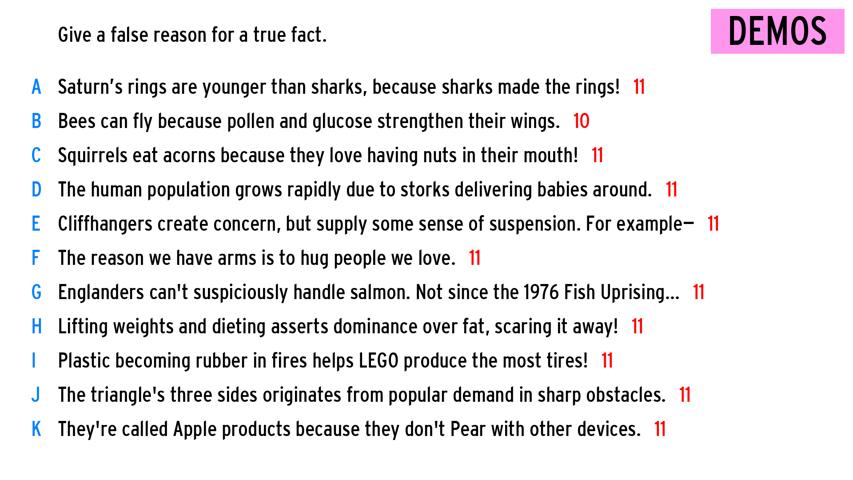 Give a false reason for a true fact.
DEMOS
A Saturn's rings are younger than sharks, because sharks made the rings! 11
B Bees can fly because pollen and glucose strengthen their wings. 10
C Squirrels eat acorns because they love having nuts in their mouth! 11
D The human population grows rapidly due to storks delivering babies around. 11
E Cliffhangers create concern, but supply some sense of suspension. For example– 11
F The reason we have arms is to hug people we love. 11
G Englanders can't suspiciously handle salmon. Not since the 1976 Fish Uprising... 11
H Lifting weights and dieting asserts dominance over fat, scaring it away! 11
I Plastic becoming rubber in fires helps LEGO produce the most tires! 11
J The triangle's three sides originates from popular demand in sharp obstacles. 11
K They're called Apple products because they don't Pear with other devices. 11